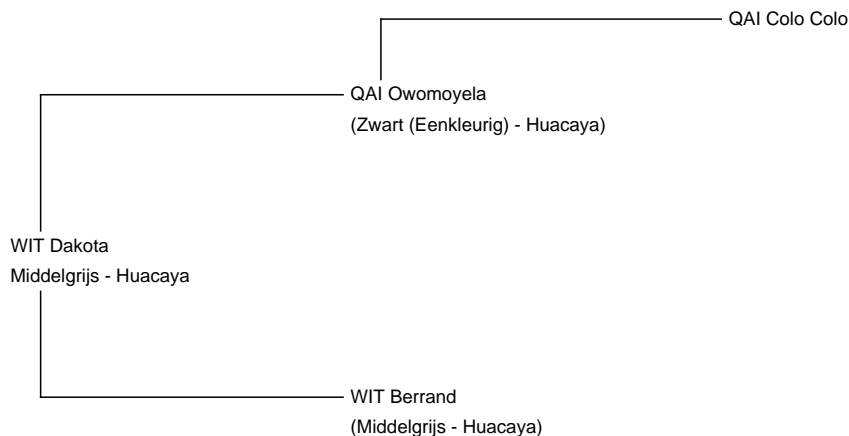 QAI Colo Colo
QAI Owomoyela
(Zwart (Eenkleurig) - Huacaya)
WIT Dakota
Middelgrijs - Huacaya
WIT Berrand
(Middelgrijs - Huacaya)